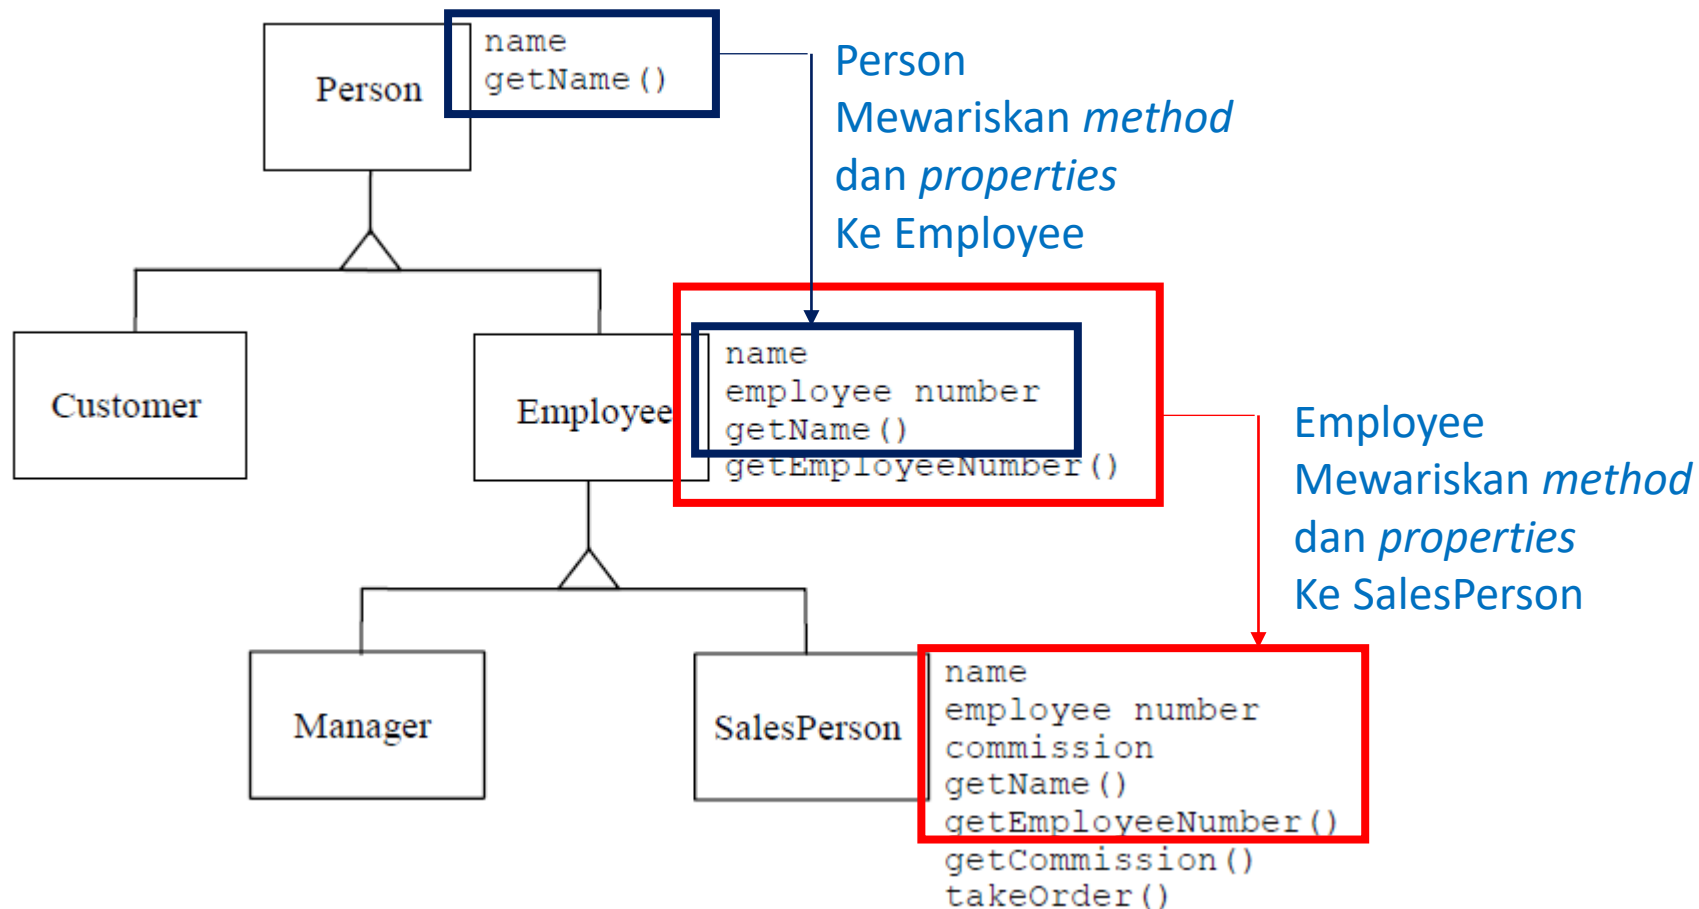 name
getName()
Person
Person
Mewariskan method
dan properties
Ke Employee
Customer
Employee
name
employee number
getName()
getEmployeeNumber()
Employee
Mewariskan method
dan properties
Ke SalesPerson
Manager
SalesPerson
name
employee number
commission
getName()
getEmployeeNumber()
getCommission()
takeOrder()